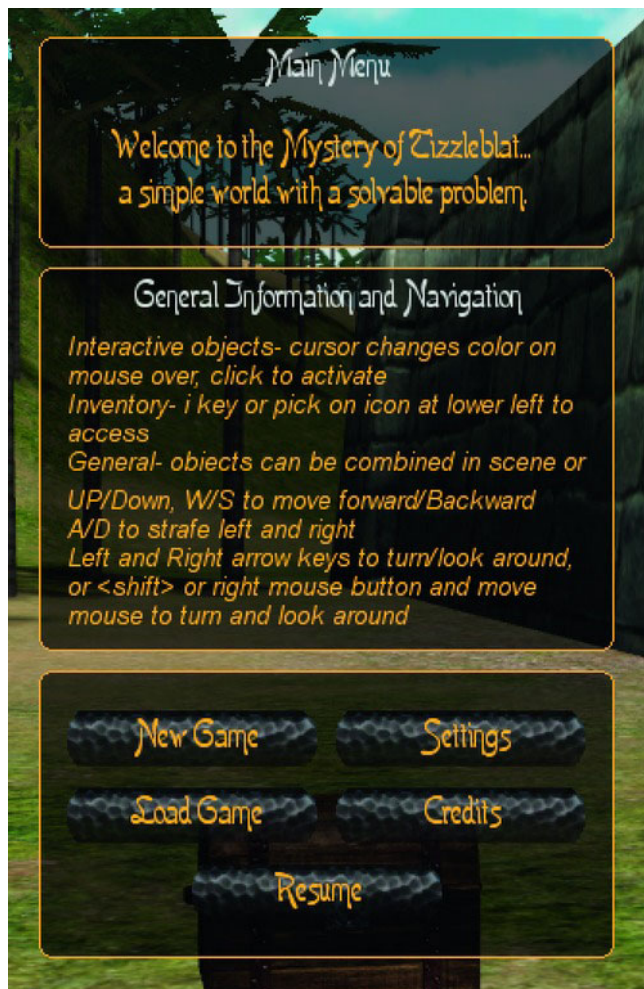 Main Menu
Welcome to the Mystery of Tizzleblat...
a simple world with a solvable problem.
General Information and Navigation
Interactive objects- cursor changes color on
mouse over, click to activate
Inventory- i key or pick on icon at lower left to
access
General- objects can be combined in scene or
UP/Down, W/S to move forward/Backward
A/D to strafe left and right
Left and Right arrow keys to turn/look around,
or <shift> or right mouse button and move
mouse to turn and look around
New Game Settings
Load Game Credits
Resume